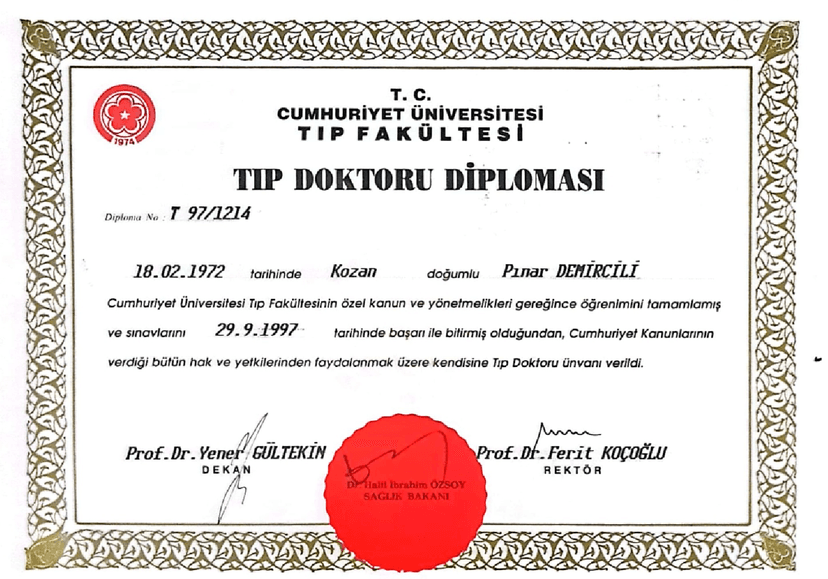 T. C.
CUMHURİYET ÜNİVERSİTESİ
TIP FAKÜLTESİ
1974
TIP DOKTORU DİPLOMASI
Diploma No : T 97/1214
18.02.1972 tarihinde Kozan doğumlu Pınar DEMİRCİLİ
Cumhuriyet Üniversitesi Tıp Fakültesinin özel kanun ve yönetmelikleri gereğince öğrenimini tamamlamış
ve sınavlarını 29.9.1997 tarihinde başarı ile bitirmiş olduğundan, Cumhuriyet Kanunlarının
verdiği bütün hak ve yetkilerinden faydalanmak üzere kendisine Tıp Doktoru ünvanı verildi.
Prof.Dr.Yener GÜLTEKİN Prof.Dr.Ferit KOÇOĞLU
DEKAN REKTÖR
Dr. Halil İbrahim ÖZSOY
SAĞLIK BAKANI